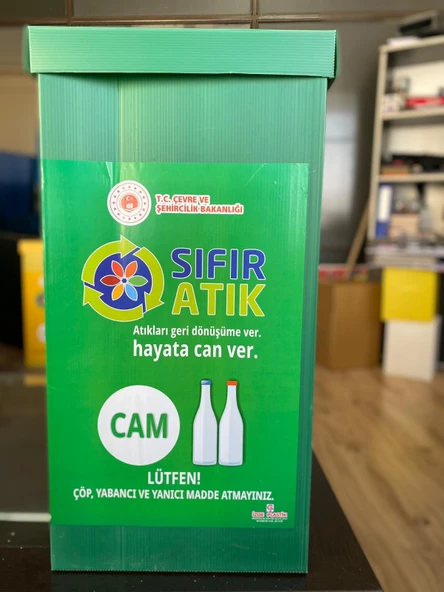 T.C. ÇEVRE VE
ŞEHİRCİLİK BAKANLIĞI
SIFIR
ATIK
Atıkları geri dönüşüme ver.
hayata can ver.
CAM
LÜTFEN!
ÇÖP, YABANCI VE YANICI MADDE ATMAYINIZ.
PLASTİK